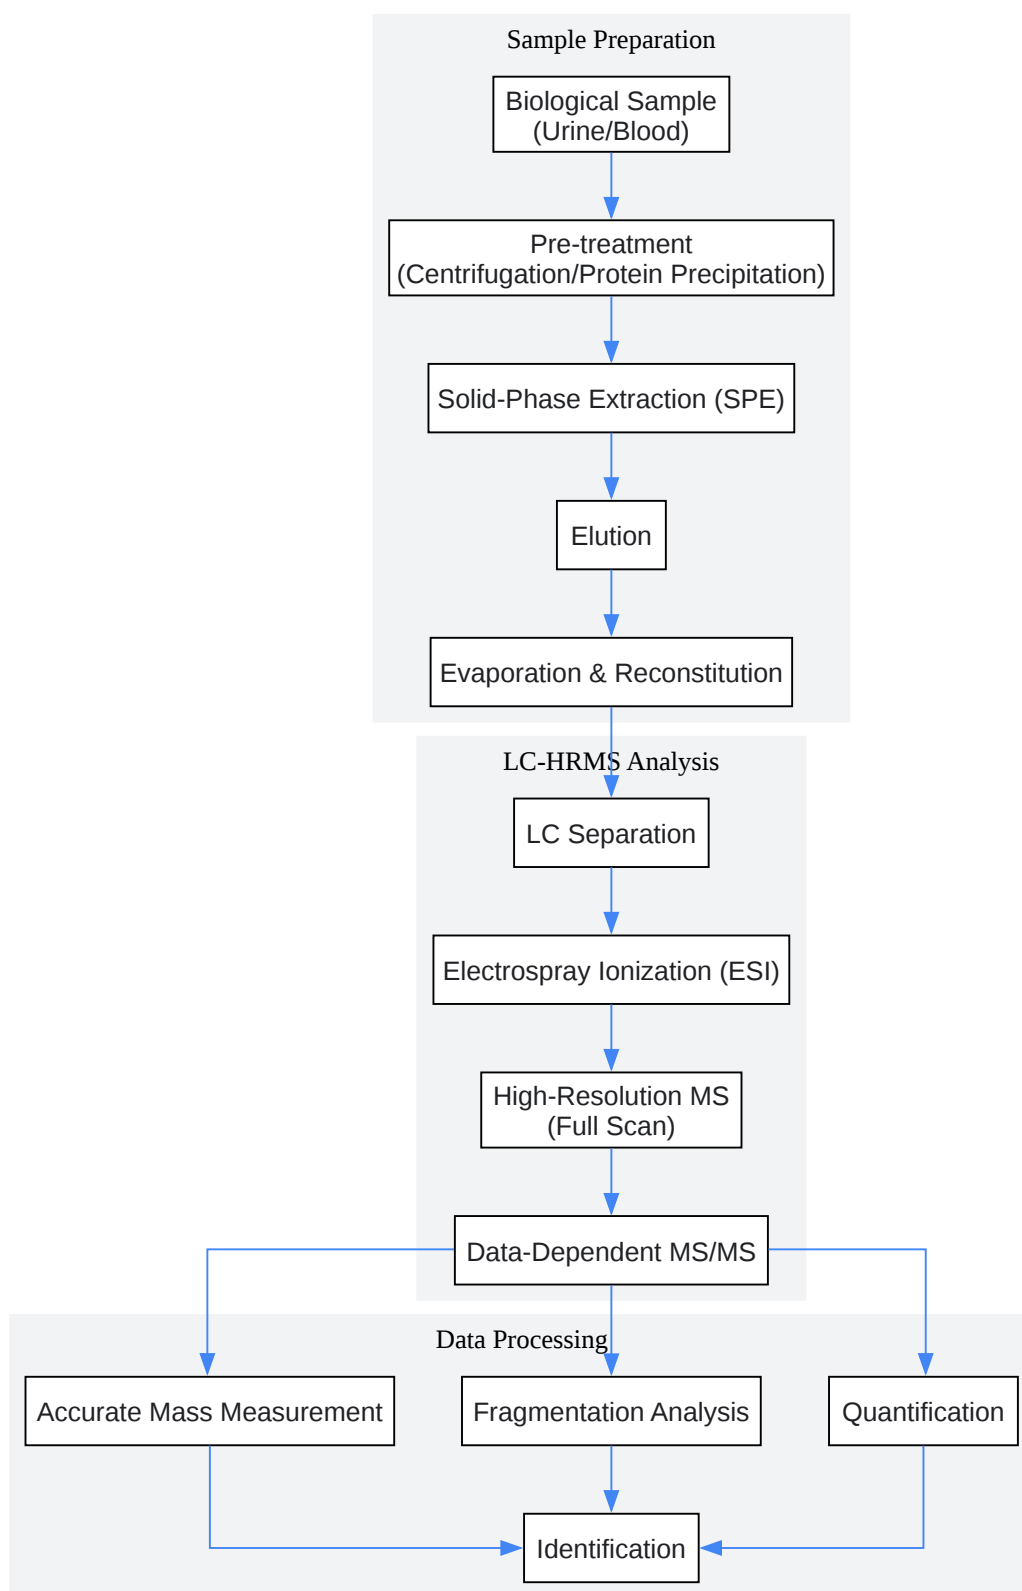 Sample Preparation
Biological Sample
(Urine/Blood)
Pre-treatment
(Centrifugation/Protein Precipitation)
Solid-Phase Extraction (SPE)
Elution
Evaporation & Reconstitution
LC-HRMS Analysis
LC Separation
Electrospray Ionization (ESI)
High-Resolution MS
(Full Scan)
Data-Dependent MS/MS
Data Processing
Accurate Mass Measurement
Fragmentation Analysis
Quantification
Identification